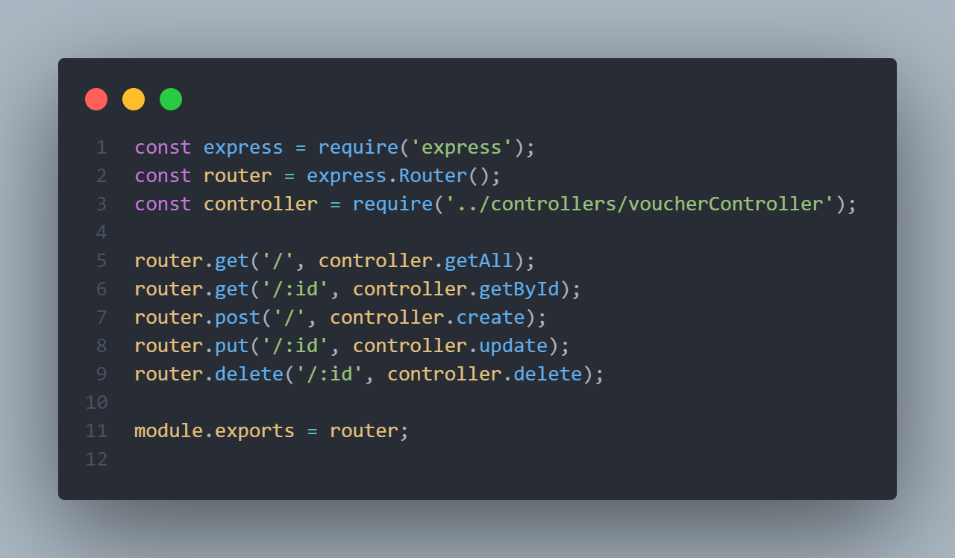 1 const express = require('express');
2 const router = express.Router();
3 const controller = require('../controllers/voucherController');
4
5 router.get('/', controller.getAll);
6 router.get('/:id', controller.getById);
7 router.post('/', controller.create);
8 router.put('/:id', controller.update);
9 router.delete('/:id', controller.delete);
10
11 module.exports = router;
12